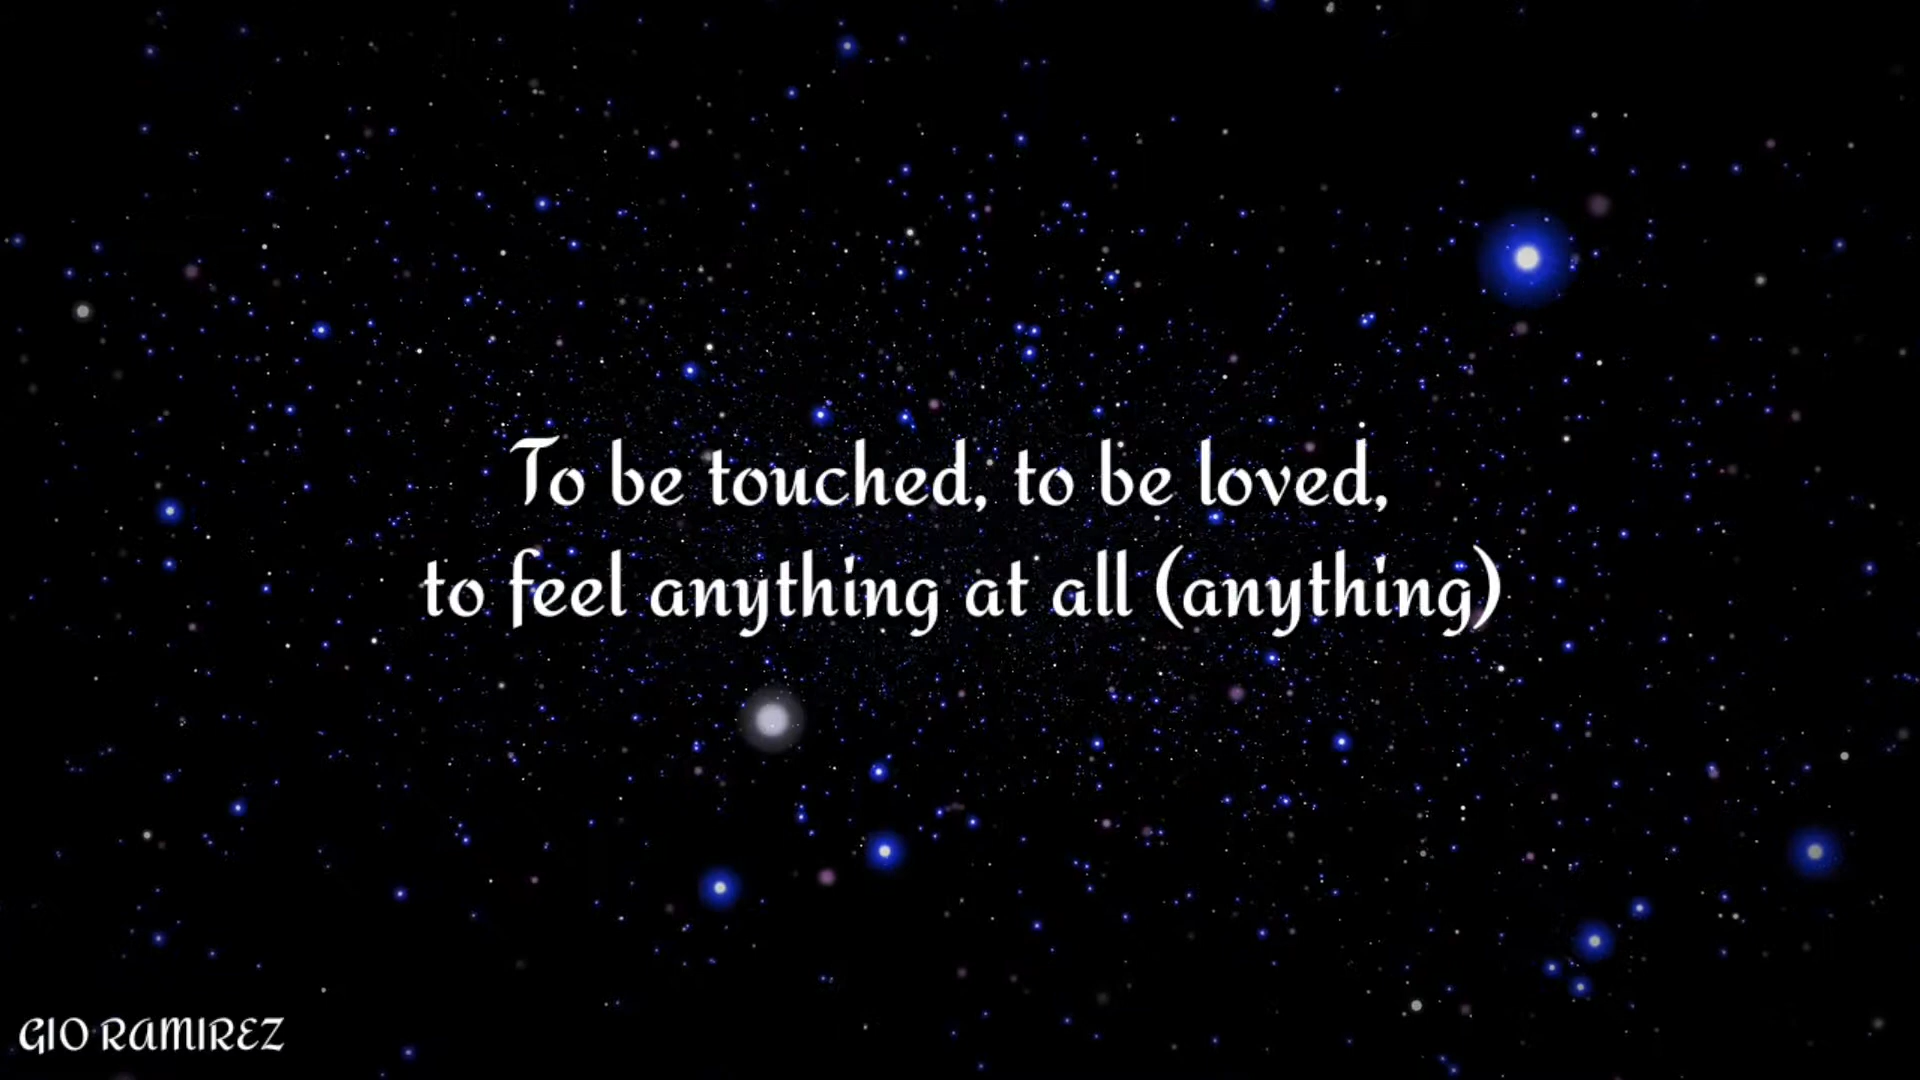 To be touched, to be loved,
to feel anything at all (anything)
GIO RAMIREZ